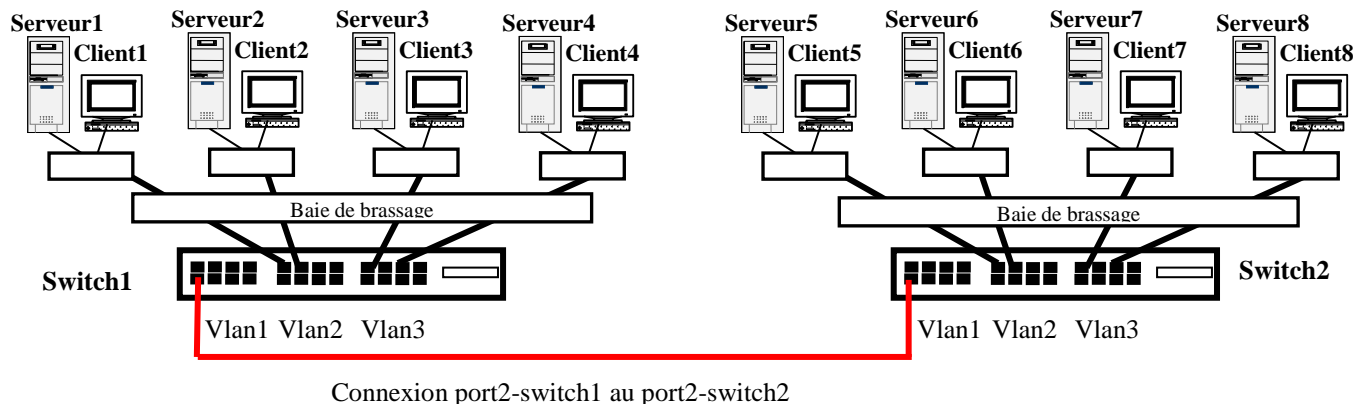 Serveur1 Serveur2 Serveur3 Serveur4 Serveur5 Serveur6 Serveur7 Serveur8
Client1 Client2 Client3 Client4 Client5 Client6 Client7 Client8
Baie de brassage Baie de brassage
Switch1 Switch2
Vlan1 Vlan2 Vlan3 Vlan1 Vlan2 Vlan3
Connexion port2-switch1 au port2-switch2